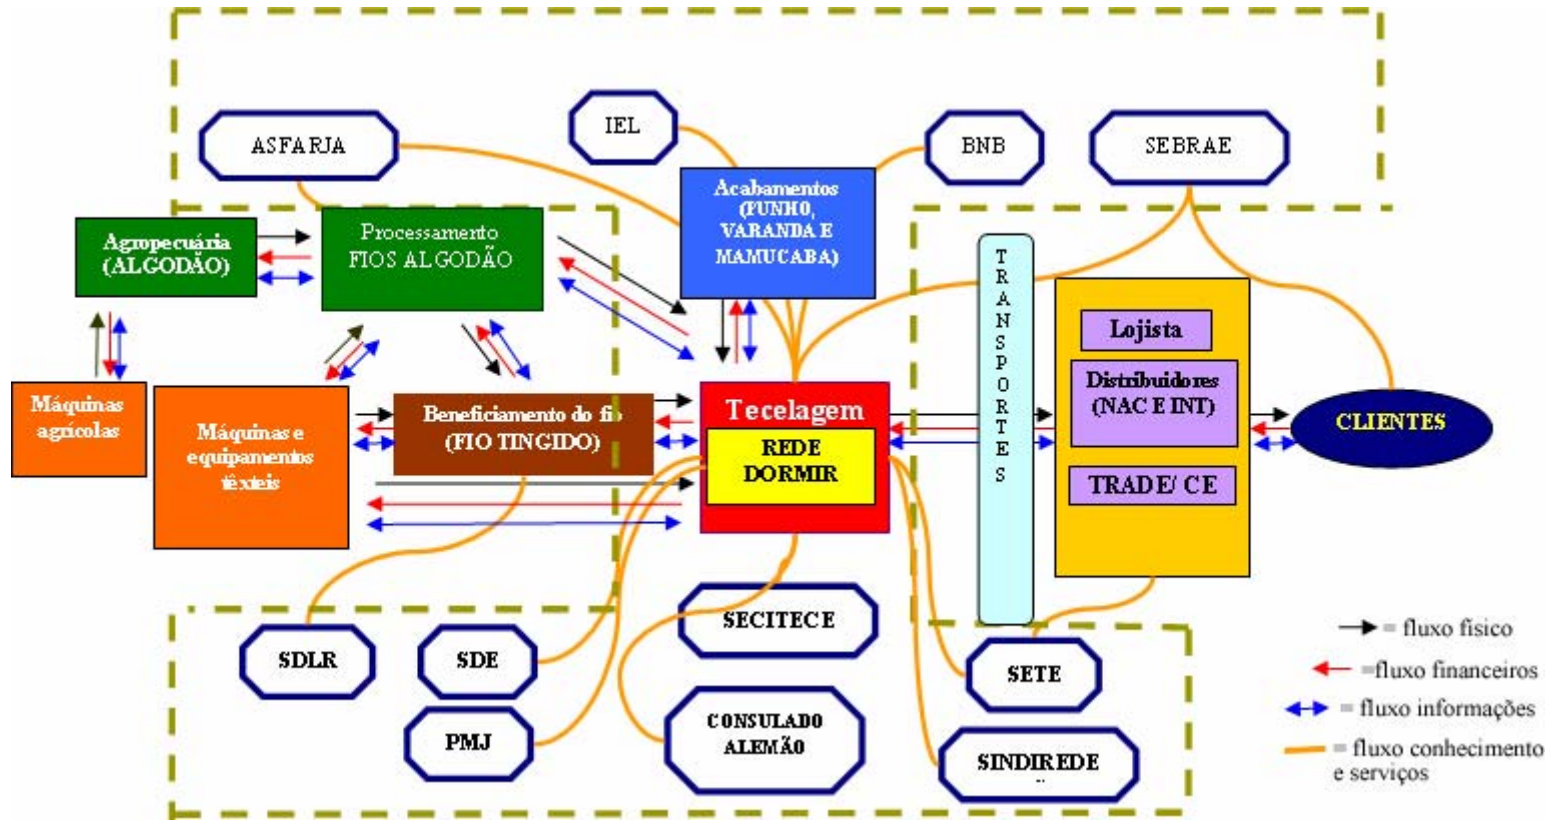 IEL
ASFARJA
BNB
SEBRAE
Acabamentos
(PUNHO,
VARANDA E
MAMUCABA)
Agropecuária
(ALGODÃO)
Processamento
FIOS ALGODÃO
TRANSPORTES
Lojista
Distribuidores
(NAC E INT)
TRADE/ CE
CLIENTES
Máquinas
agrícolas
Máquinas e
equipamentos
têxteis
Beneficiamento do fio
(FIO TINGIDO)
Tecelagem
REDE
DORMIR
SECITECE
SDLR
SDE
SETE
PMJ
CONSULADO
ALEMÃO
SINDIREDE
= fluxo físico
=fluxo financeiros
= fluxo informações
= fluxo conhecimento
e serviços